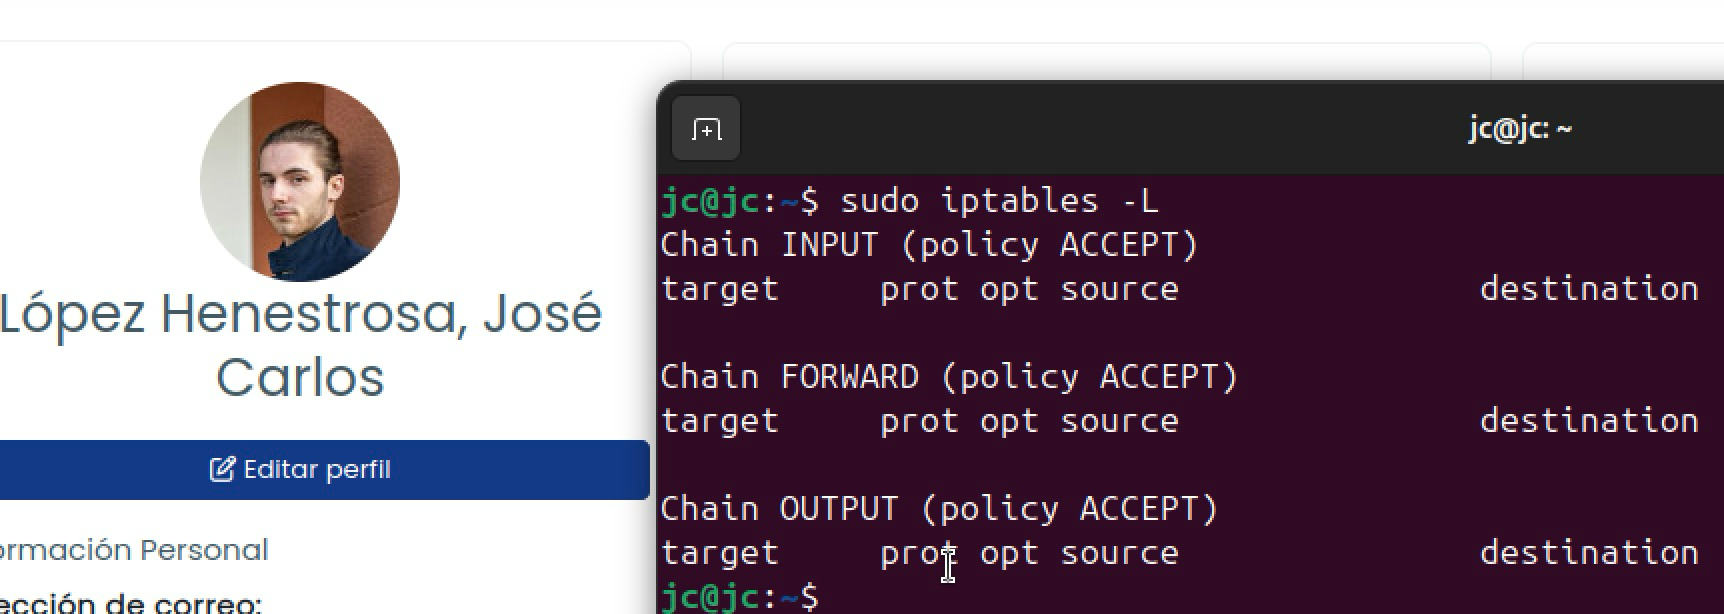 López Henestrosa, José
Carlos
Editar perfil
ormación Personal
ección de correo:
jc@jc: ~
jc@jc:~$ sudo iptables -L
Chain INPUT (policy ACCEPT)
target     prot opt source               destination
Chain FORWARD (policy ACCEPT)
target     prot opt source               destination
Chain OUTPUT (policy ACCEPT)
target     prot opt source               destination
jc@jc:~$